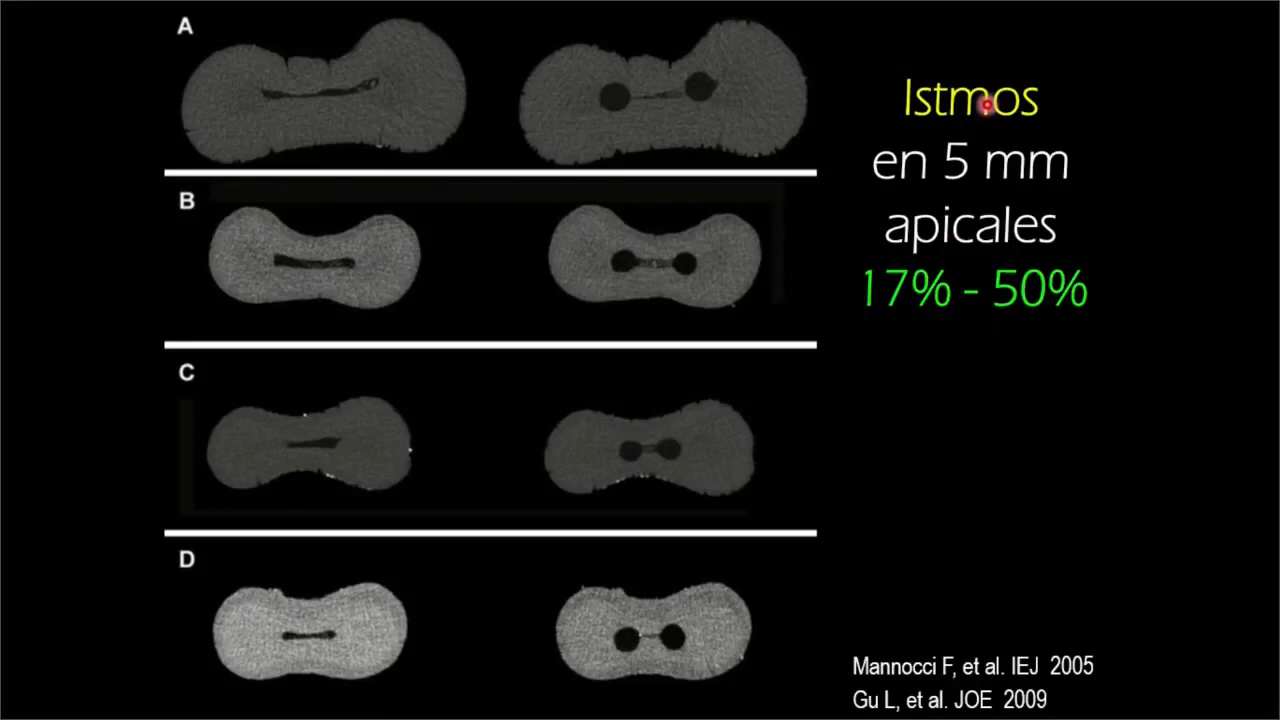 A
Istmos
en 5 mm
apicales
17% - 50%
B
C
D
Mannocci F, et al. IEJ 2005
Gu L, et al. JOE 2009